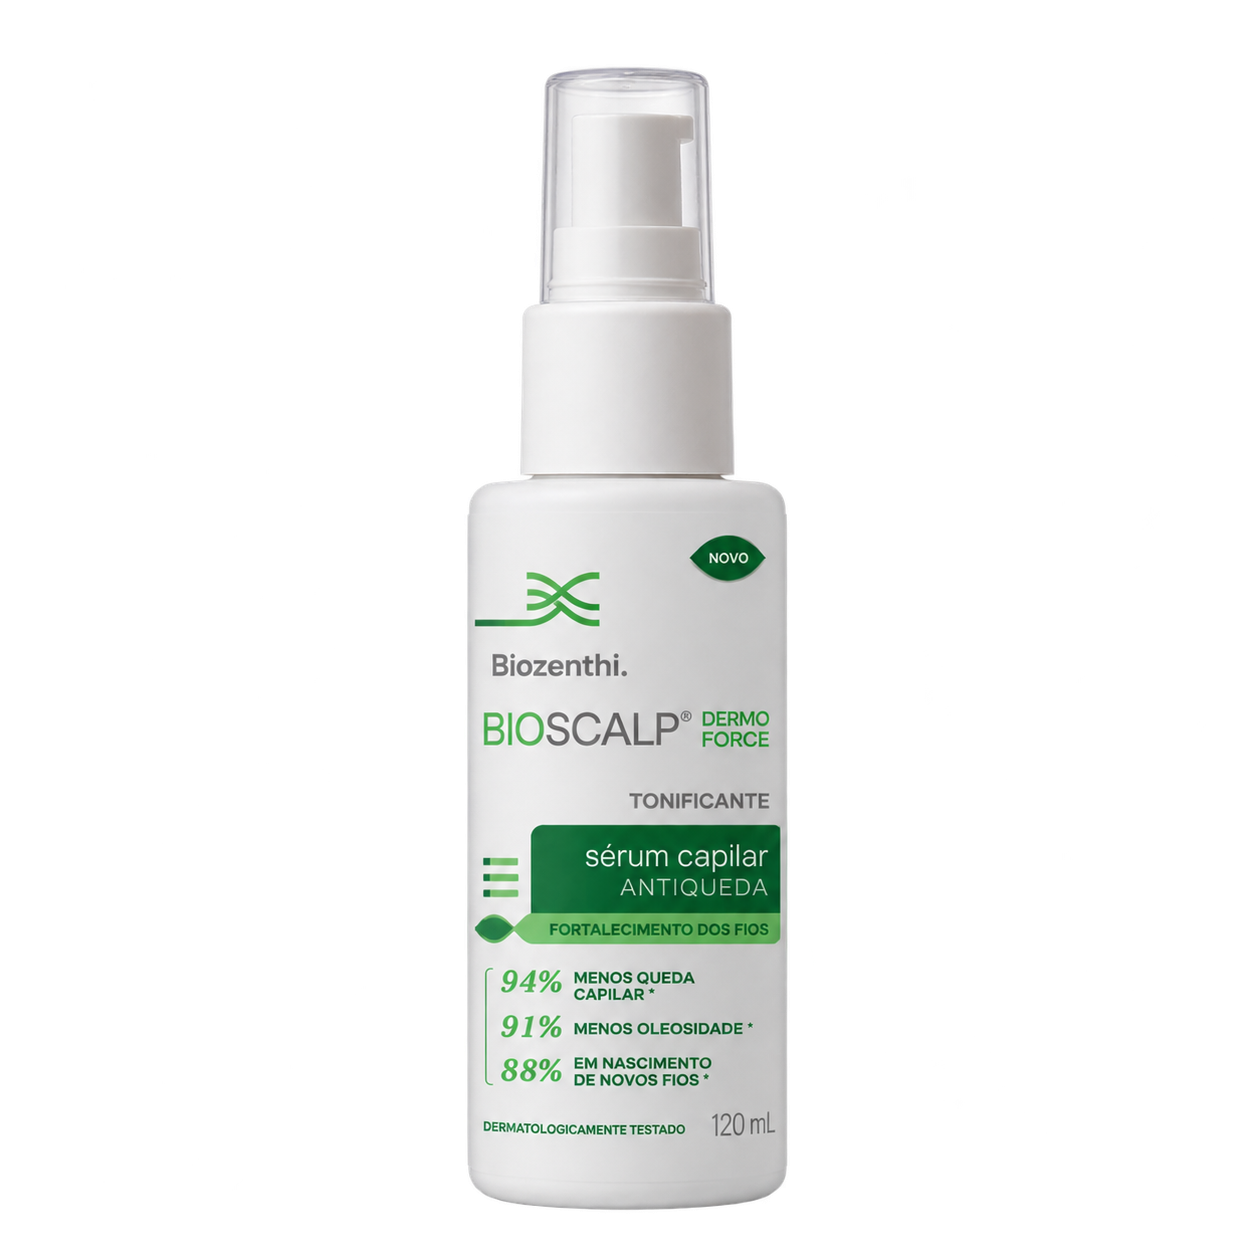 NOVO
Biozenthi.
BIOSCALP® DERMO
FORCE
TONIFICANTE
sérum capilar
ANTIQUEDA
FORTALECIMENTO DOS FIOS
94% MENOS QUEDA
CAPILAR *
91% MENOS OLEOSIDADE *
88% EM NASCIMENTO
DE NOVOS FIOS *
DERMATOLOGICAMENTE TESTADO 120 mL